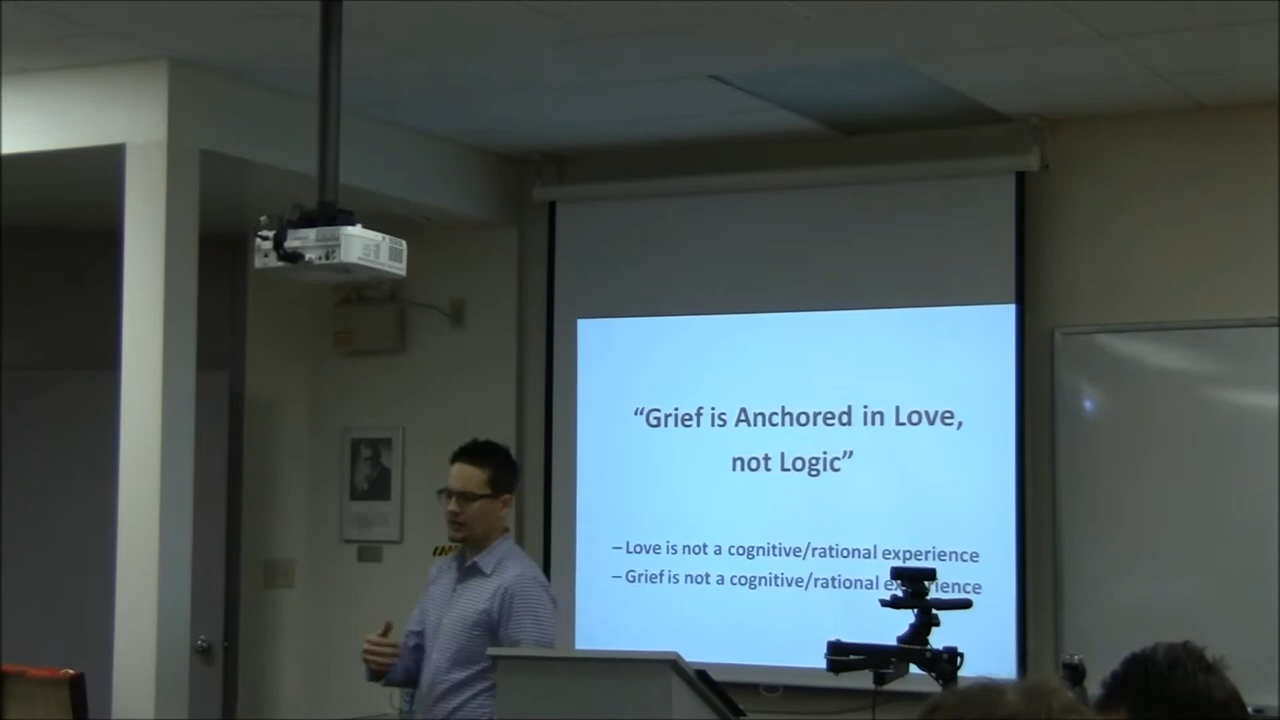 “Grief is Anchored in Love,
not Logic”
– Love is not a cognitive/rational experience
– Grief is not a cognitive/rational experience